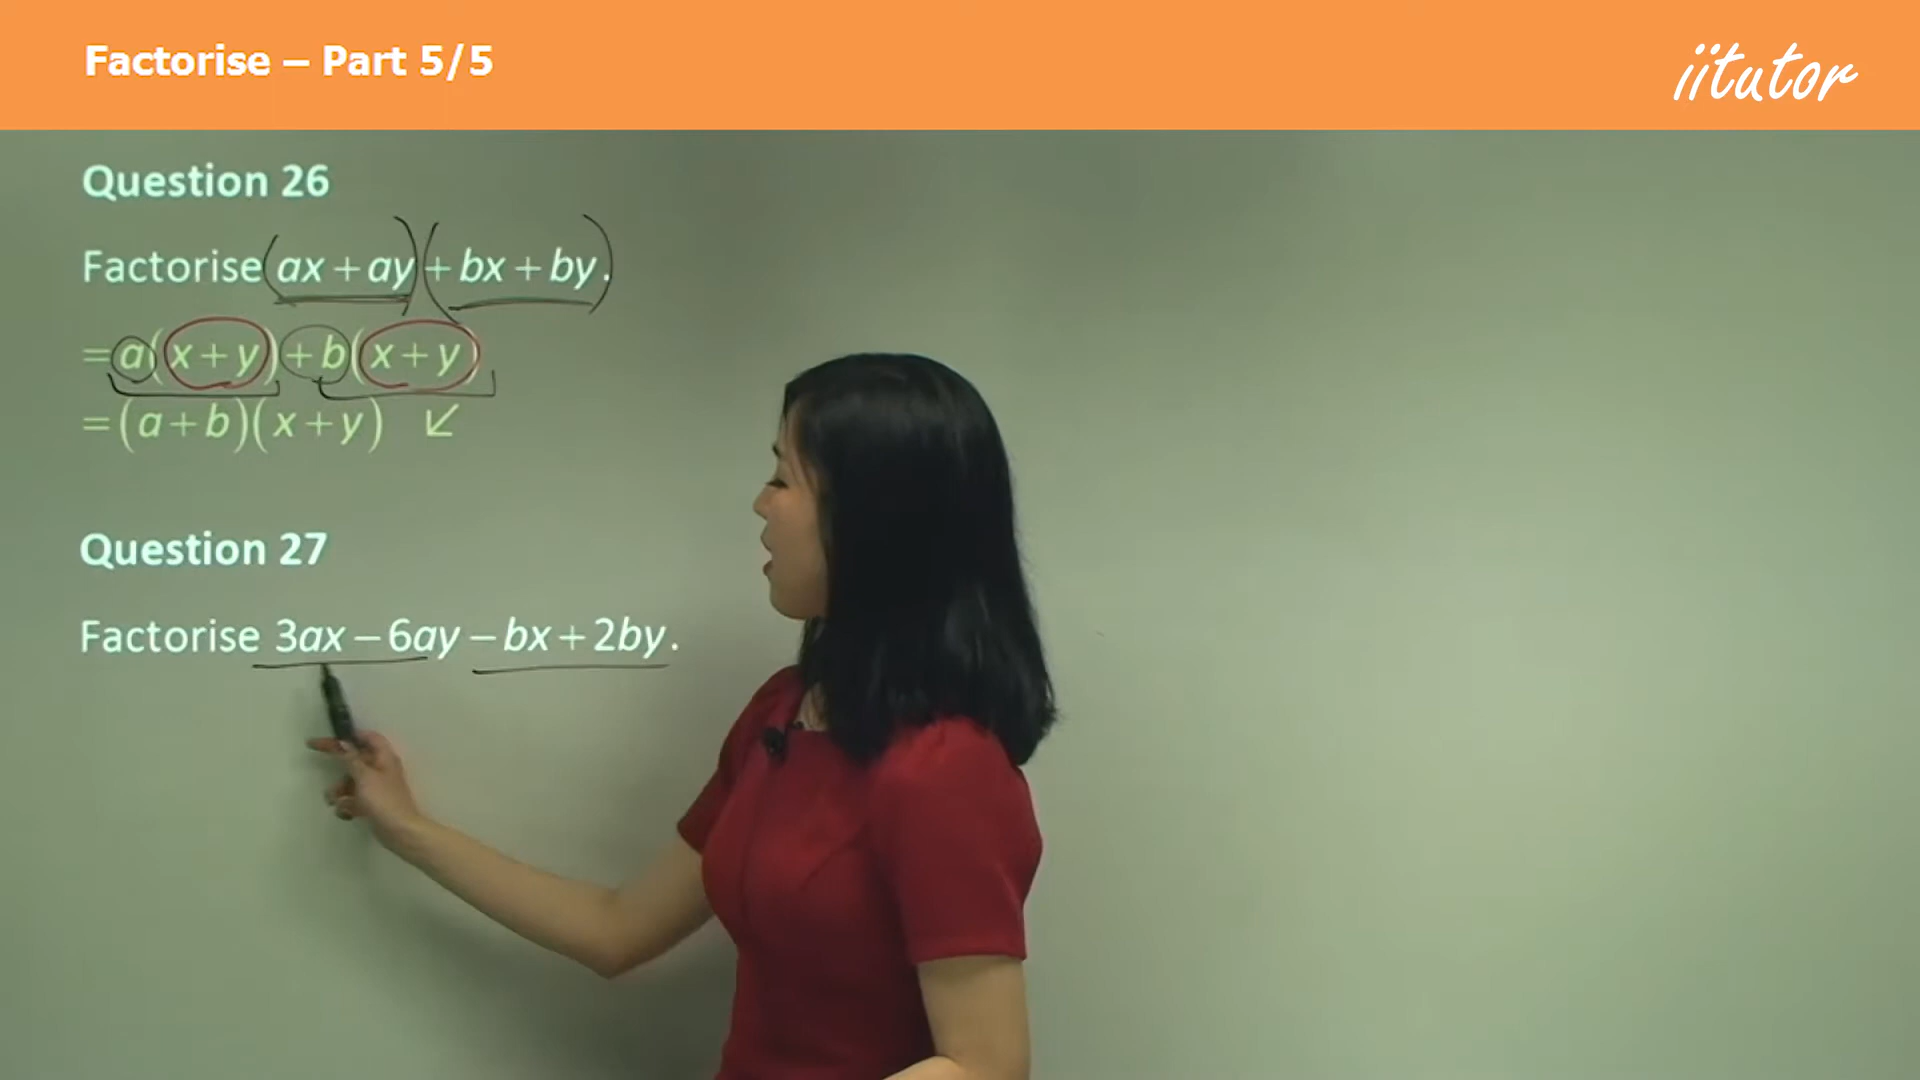 Factorise – Part 5/5
iitutor
Question 26
Factorise (ax + ay) (+ bx + by).
= a(x + y) + b(x + y)
= (a + b)(x + y) ↙
Question 27
Factorise 3ax – 6ay – bx + 2by.